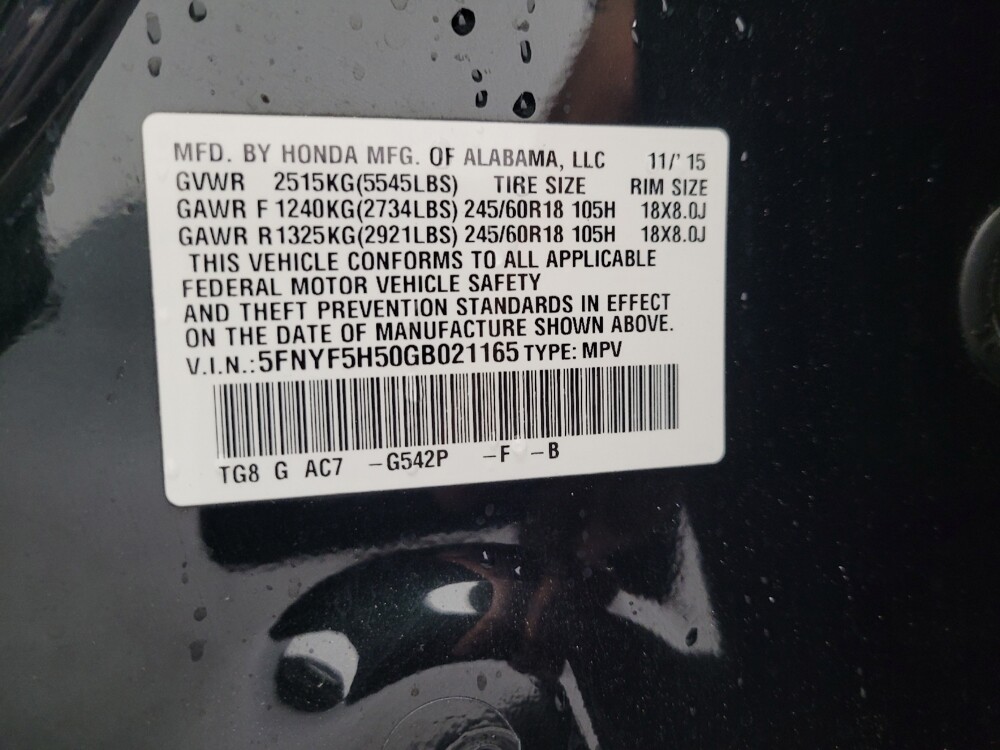 MFD. BY HONDA MFG. OF ALABAMA, LLC 11/' 15
GVWR 2515KG(5545LBS) TIRE SIZE RIM SIZE
GAWR F 1240KG(2734LBS) 245/60R18 105H 18X8.0J
GAWR R 1325KG(2921LBS) 245/60R18 105H 18X8.0J
THIS VEHICLE CONFORMS TO ALL APPLICABLE
FEDERAL MOTOR VEHICLE SAFETY
AND THEFT PREVENTION STANDARDS IN EFFECT
ON THE DATE OF MANUFACTURE SHOWN ABOVE.
V.I.N.: 5FNYF5H50GB021165 TYPE: MPV
TG8 G AC7 -G542P -F -B